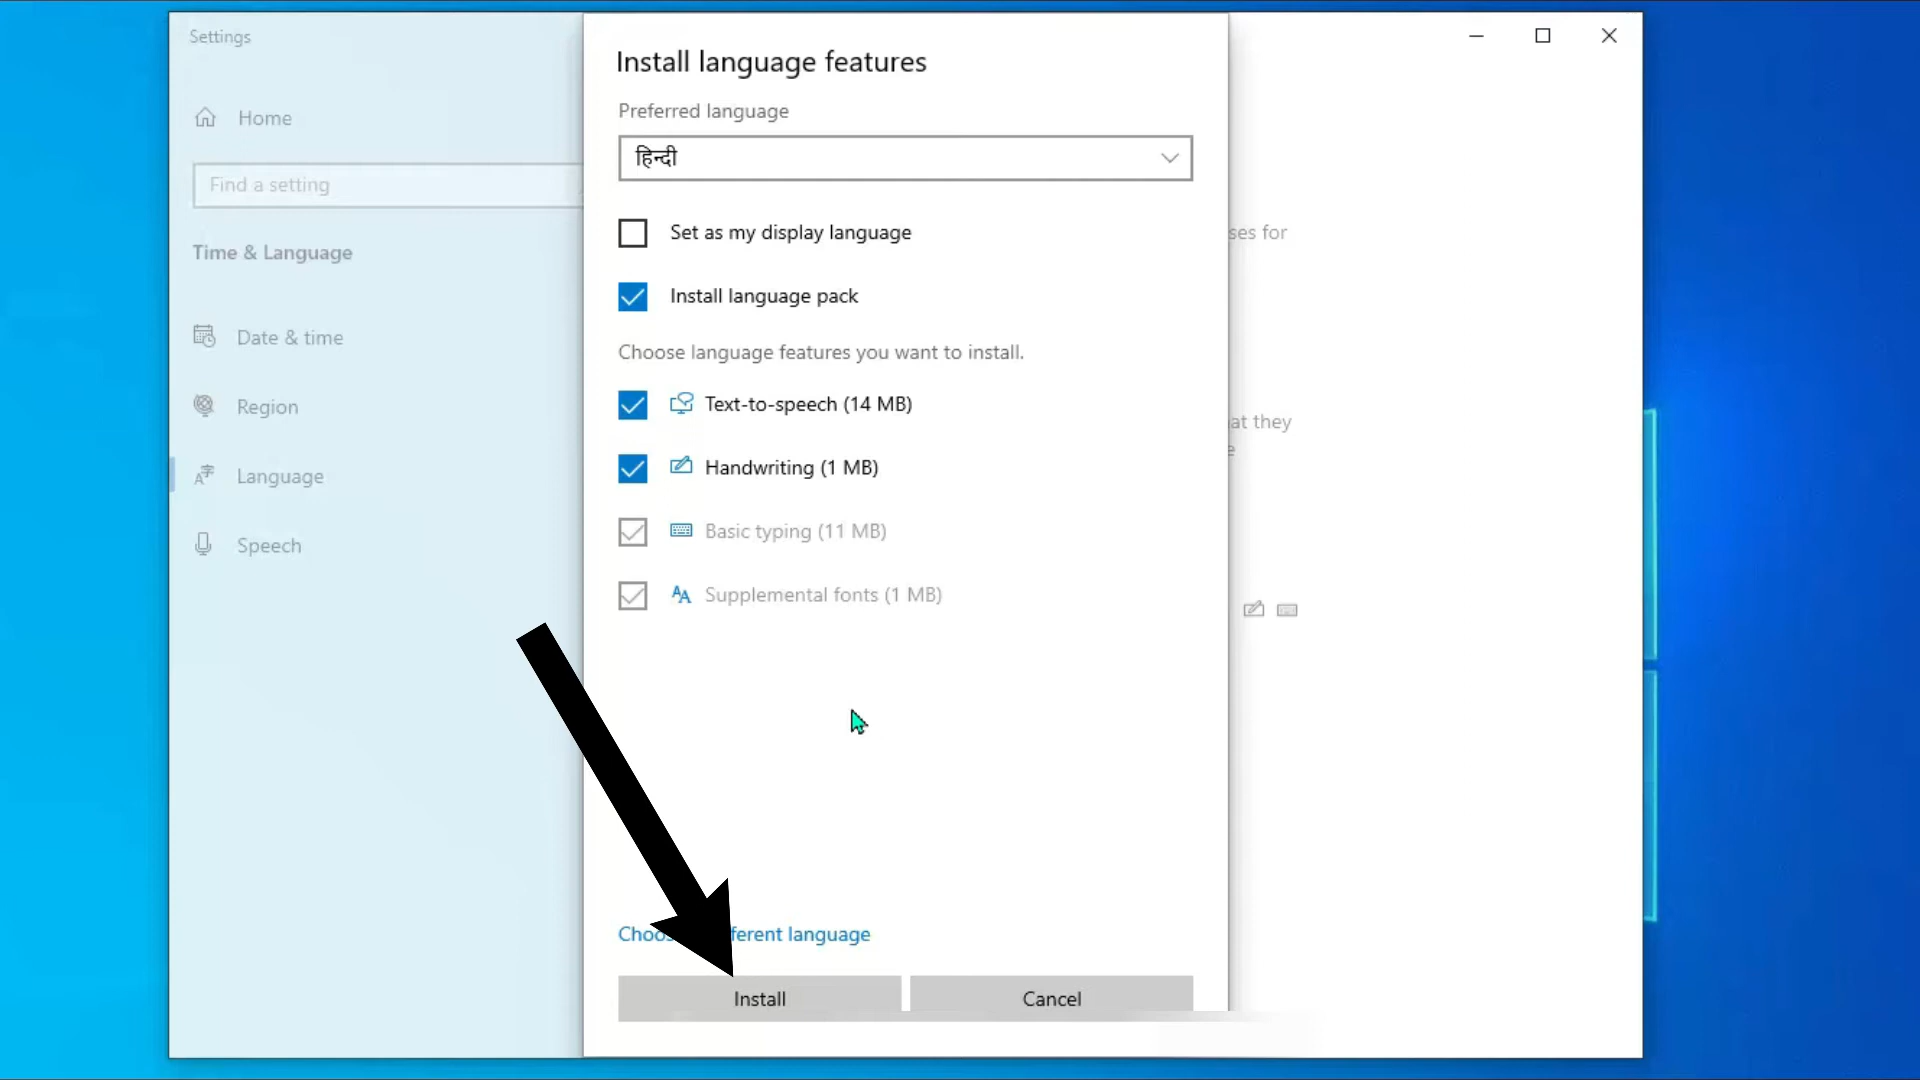 Settings
Home
Find a setting
Time & Language
Date & time
Region
Language
Speech
Install language features
Preferred language
हिन्दी
Set as my display language
Install language pack
Choose language features you want to install.
Text-to-speech (14 MB)
Handwriting (1 MB)
Basic typing (11 MB)
Supplemental fonts (1 MB)
language
Install
Cancel
for
they